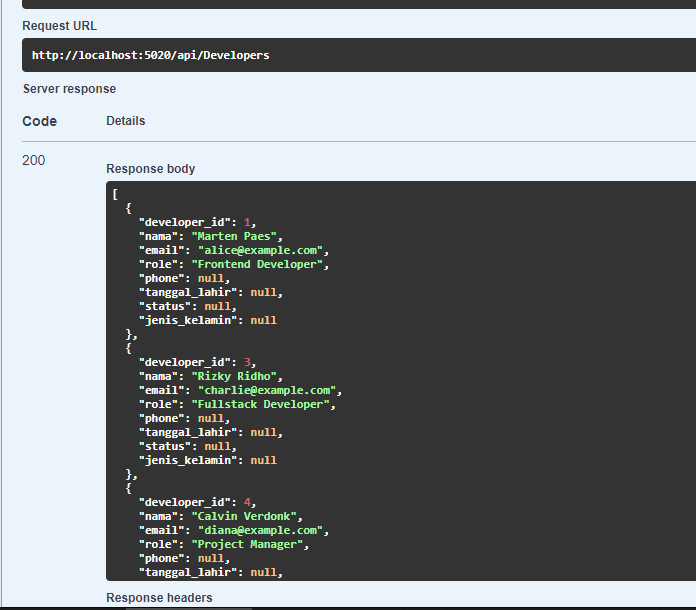 Request URL
http://localhost:5020/api/Developers
Server response
Code Details
200
Response body
[
{
"developer_id": 1,
"nama": "Marten Paes",
"email": "alice@example.com",
"role": "Frontend Developer",
"phone": null,
"tanggal_lahir": null,
"status": null,
"jenis_kelamin": null
},
{
"developer_id": 3,
"nama": "Rizky Ridho",
"email": "charlie@example.com",
"role": "Fullstack Developer",
"phone": null,
"tanggal_lahir": null,
"status": null,
"jenis_kelamin": null
},
{
"developer_id": 4,
"nama": "Calvin Verdonk",
"email": "diana@example.com",
"role": "Project Manager",
"phone": null,
"tanggal_lahir": null,
Response headers